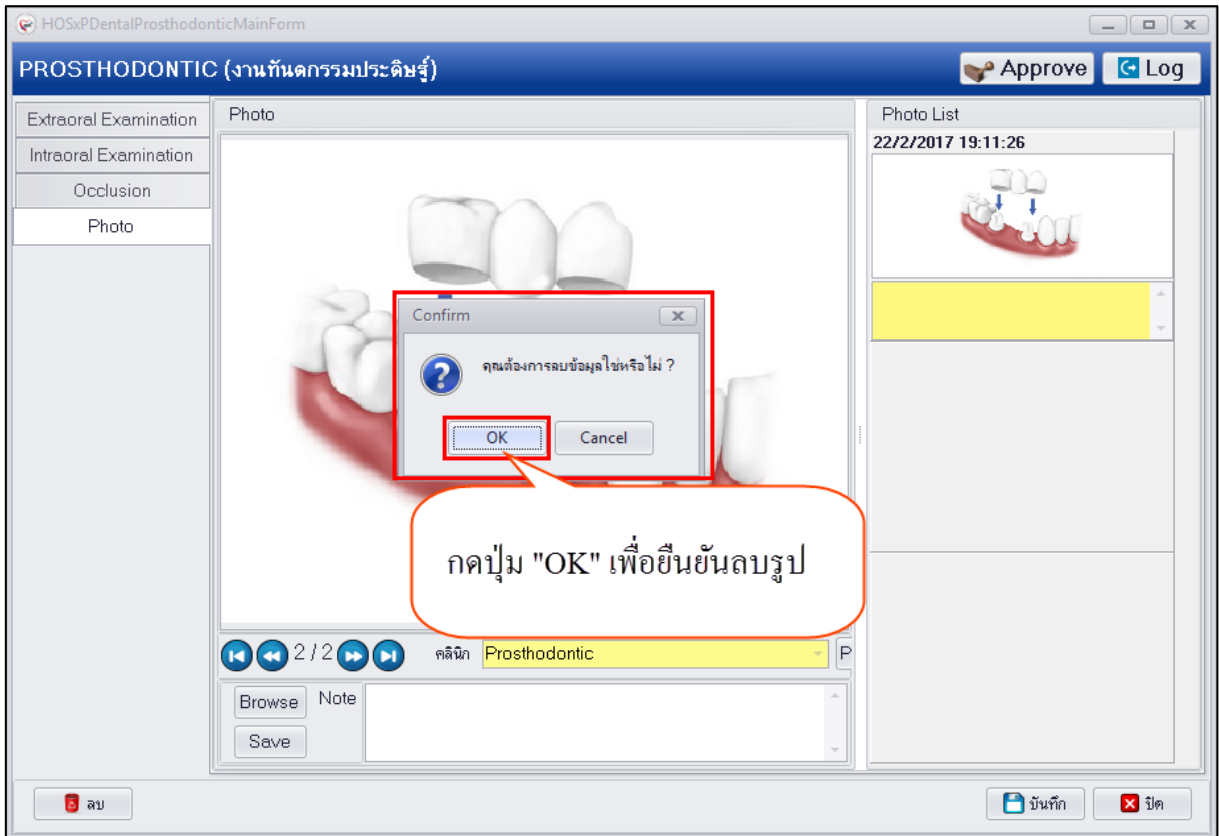 HOSxPDentalProsthodonticMainForm
PROSTHODONTIC (งานทันตกรรมประดิษฐ์)
Approve
Log
Extraoral Examination
Intraoral Examination
Occlusion
Photo
Photo
Photo List
22/2/2017 19:11:26
Confirm
คุณต้องการลบข้อมูลใช่หรือไม่ ?
OK
Cancel
กดปุ่ม "OK" เพื่อยืนยันลบรูป
2 / 2
คลินิก
Prosthodontic
P
Browse
Note
Save
ลบ
บันทึก
ปิด